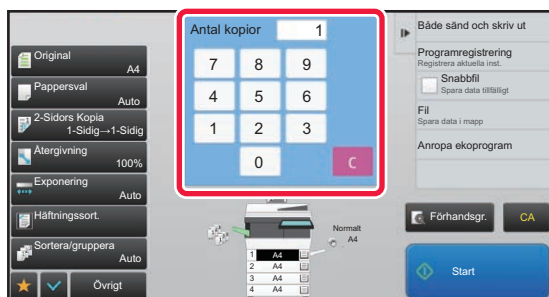 Original
A4
Pappersval
Auto
2-Sidors Kopia
1-Sidig→1-Sidig
Återgivning
100%
Exponering
Auto
Häftningssort.
Sortera/gruppera
Auto
Övrigt
Antal kopior 1
7 8 9
4 5 6
1 2 3
0 C
Normalt
A4
1 A4
2 A4
3 A4
4 A4
Både sänd och skriv ut
Programregistrering
Registrera aktuella inst.
Snabbfil
Spara data tillfälligt
Fil
Spara data i mapp
Anropa ekoprogram
Förhandsgr. CA
Start